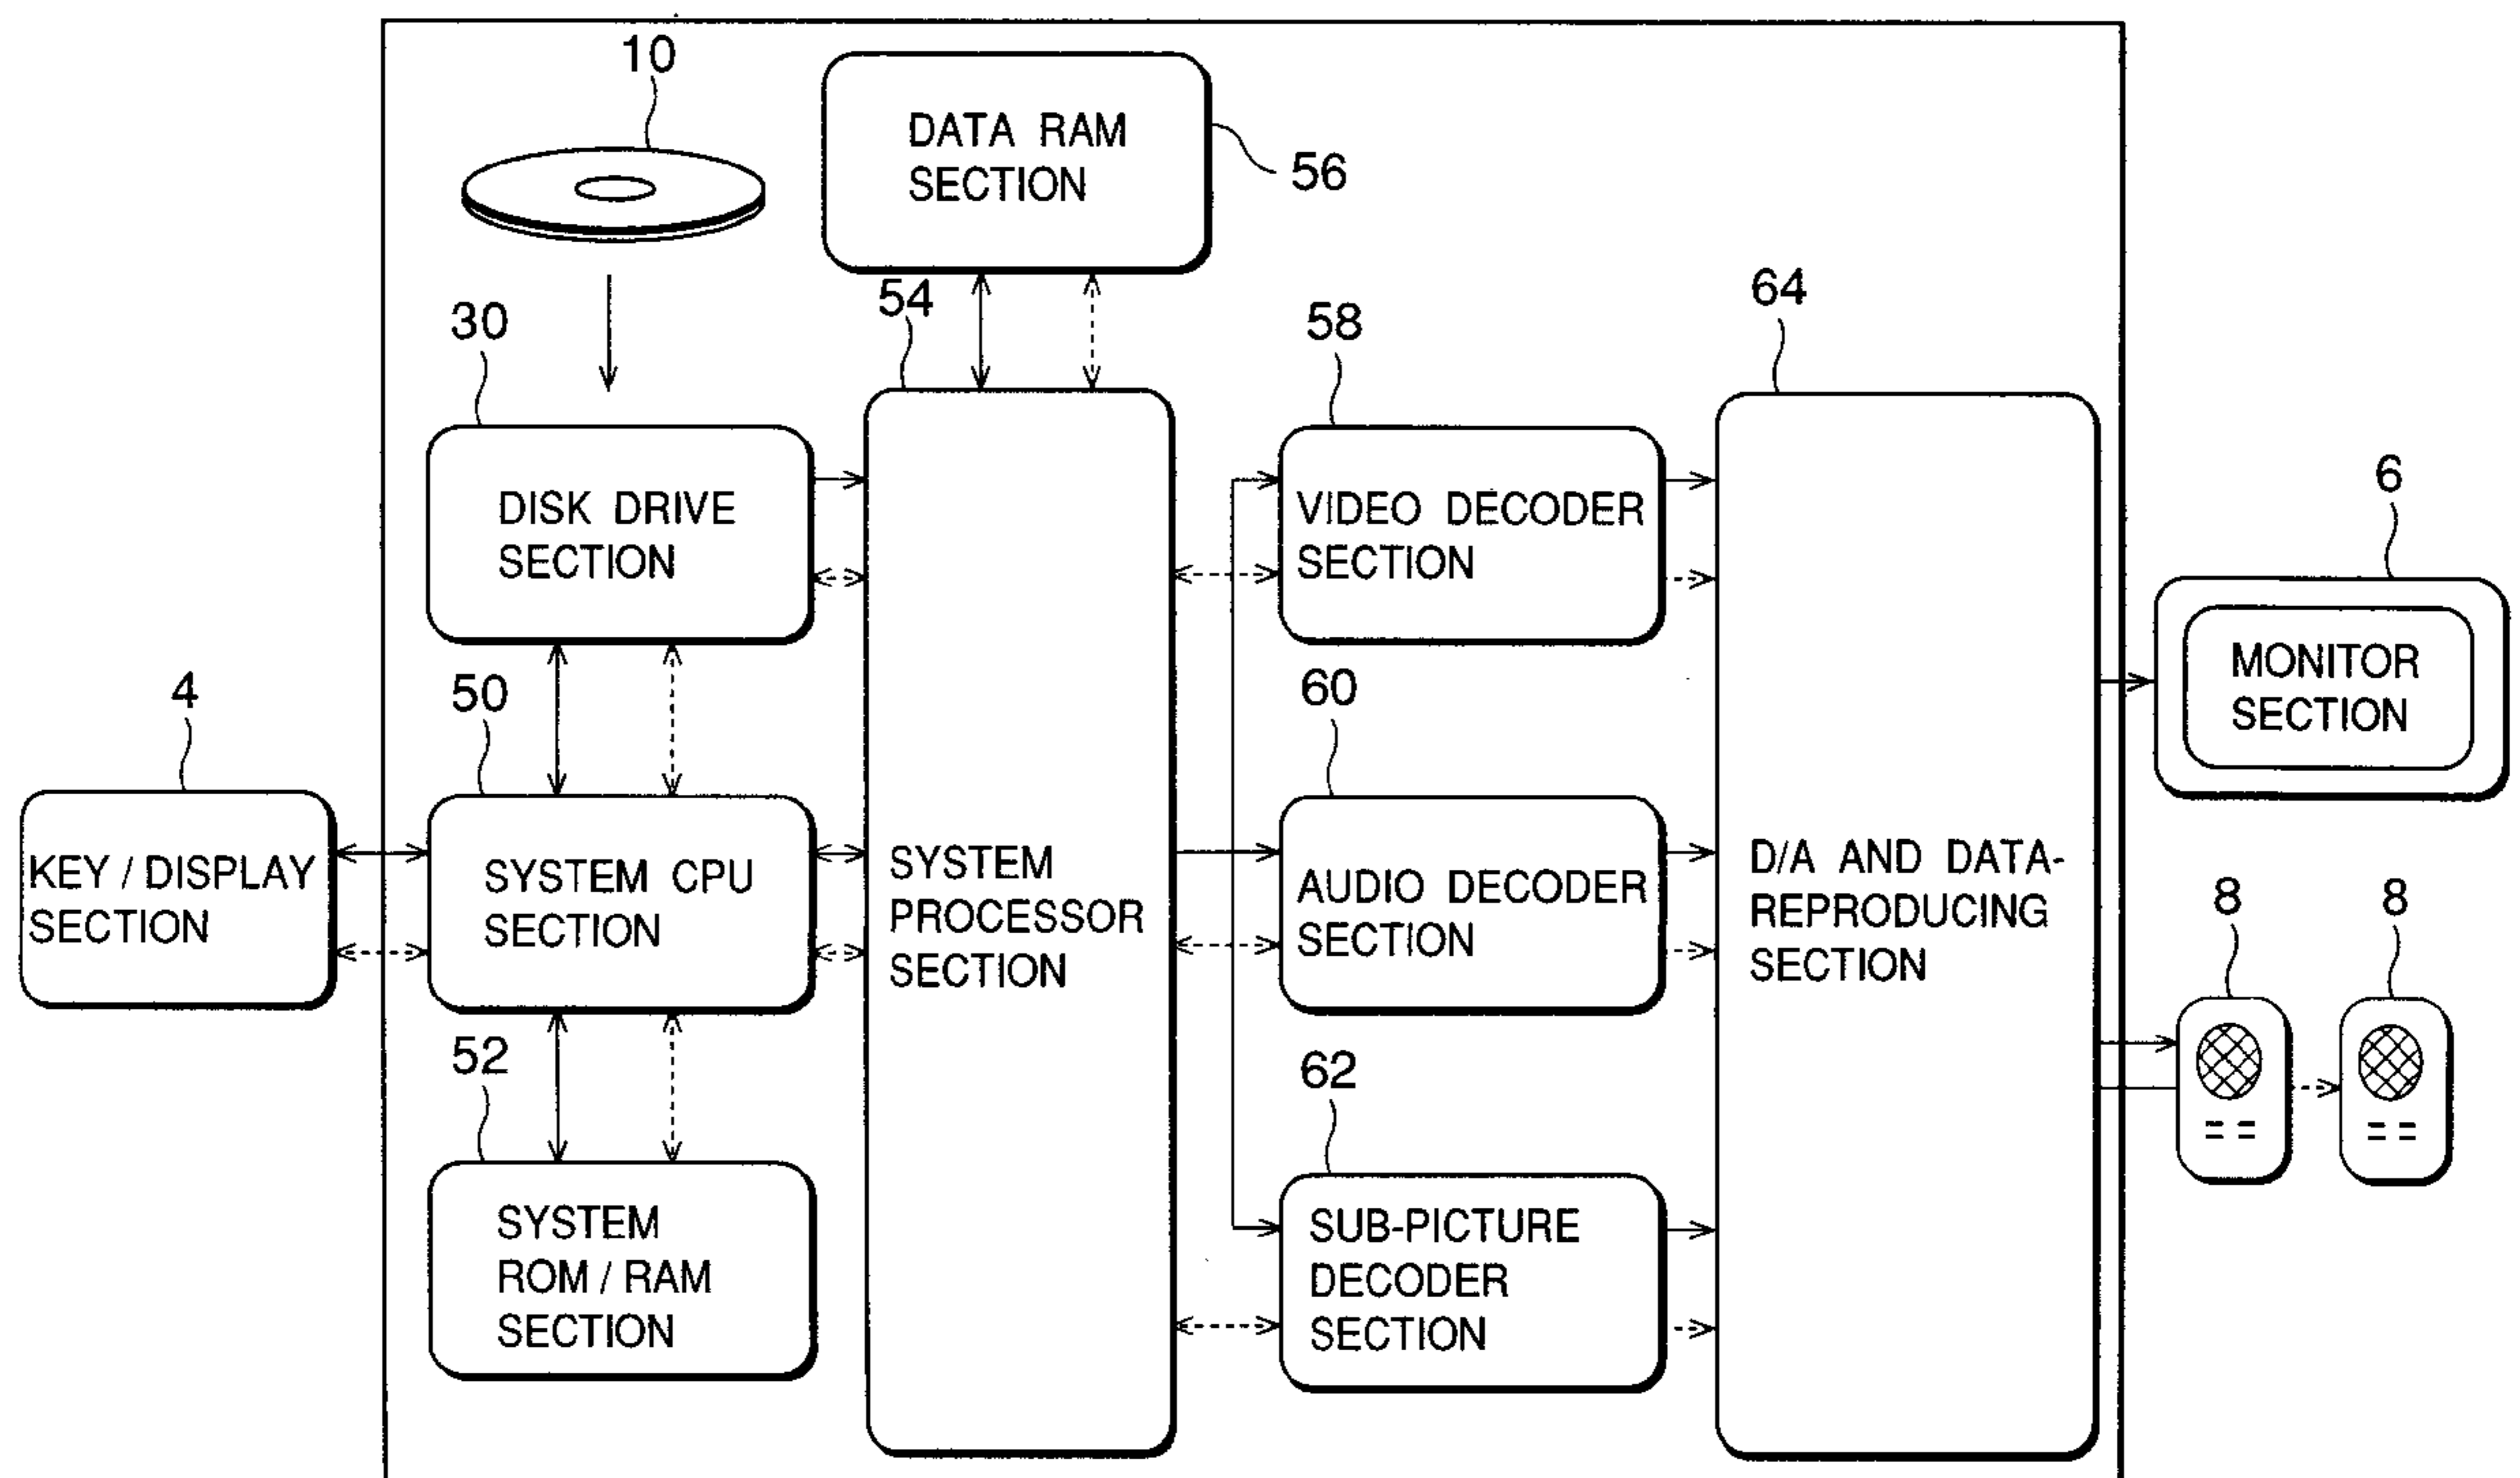 10
DATA RAM
SECTION
56
54
30
58
64
DISK DRIVE
SECTION
VIDEO DECODER
SECTION
6
MONITOR
SECTION
4
50
60
KEY / DISPLAY
SECTION
SYSTEM CPU
SECTION
SYSTEM
PROCESSOR
SECTION
AUDIO DECODER
SECTION
D/A AND DATA-
REPRODUCING
SECTION
8
8
52
62
SYSTEM
ROM / RAM
SECTION
SUB-PICTURE
DECODER
SECTION